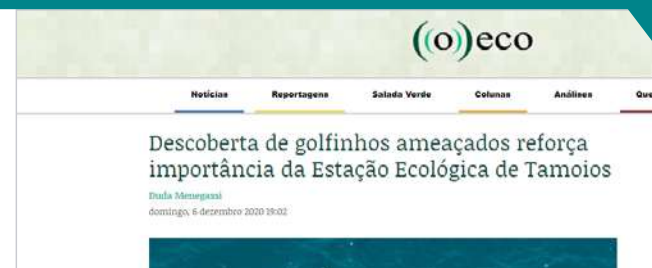 ((o))eco
Notícias Reportagens Salada Verde Colunas Análises
Descoberta de golfinhos ameaçados reforça
importância da Estação Ecológica de Tamoios
Duda Menegassi
domingo, 6 dezembro 2020 19:02